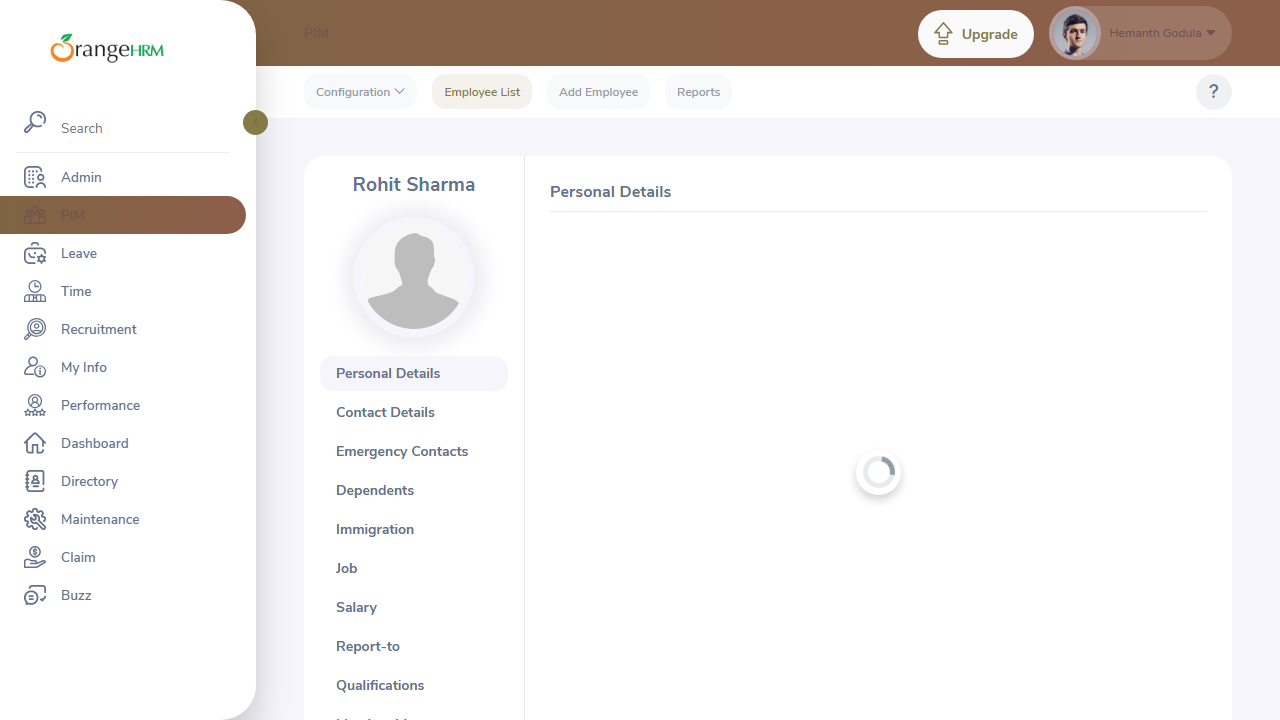 OrangeHRM
Search
Admin
PIM
Leave
Time
Recruitment
My Info
Performance
Dashboard
Directory
Maintenance
Claim
Buzz
PIM
Upgrade
Hemanth Godula
Configuration
Employee List
Add Employee
Reports
?
Rohit Sharma
Personal Details
Contact Details
Emergency Contacts
Dependents
Immigration
Job
Salary
Report-to
Qualifications
Personal Details